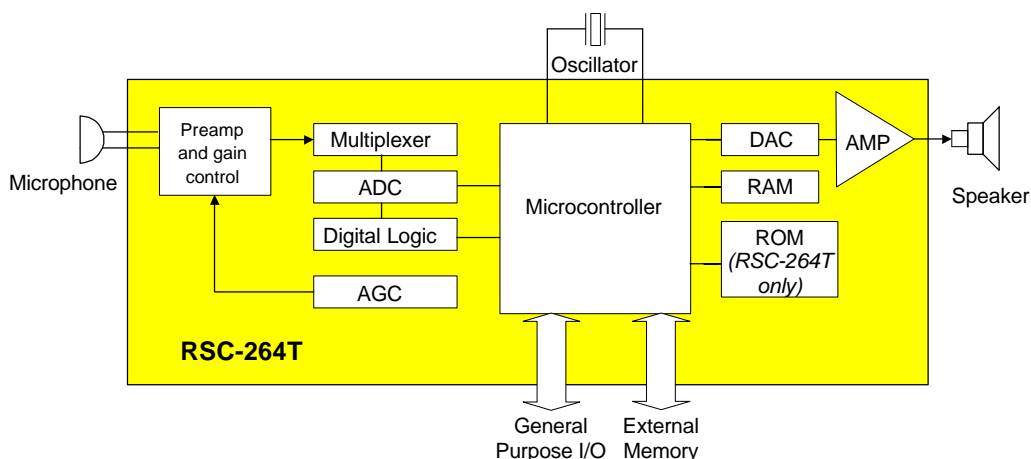 Oscillator
Microphone
Preamp
and gain
control
Multiplexer
ADC
Digital Logic
AGC
Microcontroller
DAC
AMP
RAM
ROM
(RSC-264T
only)
Speaker
RSC-264T
General
Purpose I/O
External
Memory